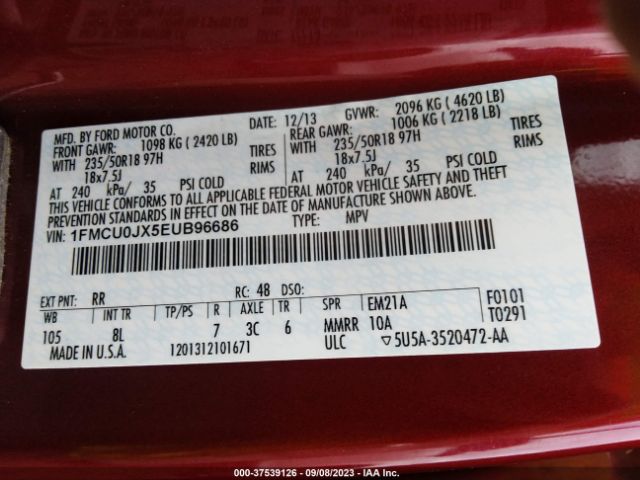 MFD. BY FORD MOTOR CO.
DATE: 12/13 GVWR: 2096 KG ( 4620 LB)
FRONT GAWR: 1098 KG ( 2420 LB) REAR GAWR: 1006 KG ( 2218 LB)
WITH 235/50R18 97H TIRES WITH 235/50R18 97H TIRES
18x7.5J RIMS 18x7.5J RIMS
AT 240 kPa/ 35 PSI COLD AT 240 kPa/ 35 PSI COLD
THIS VEHICLE CONFORMS TO ALL APPLICABLE FEDERAL MOTOR VEHICLE SAFETY AND THEFT
PREVENTION STANDARDS IN EFFECT ON THE DATE OF MANUFACTURE SHOWN ABOVE.
VIN: 1FMCU0JX5EUB96686 TYPE: MPV
EXT PNT: RR RC: 48 DSO:
WB INT TR TP/PS R AXLE TR SPR EM21A F0101
105 8L 7 3C 6 MMRR 10A T0291
MADE IN U.S.A. 1201312101671 ULC ▽5U5A-3520472-AA
000-37539126 - 09/08/2023 - IAA Inc.